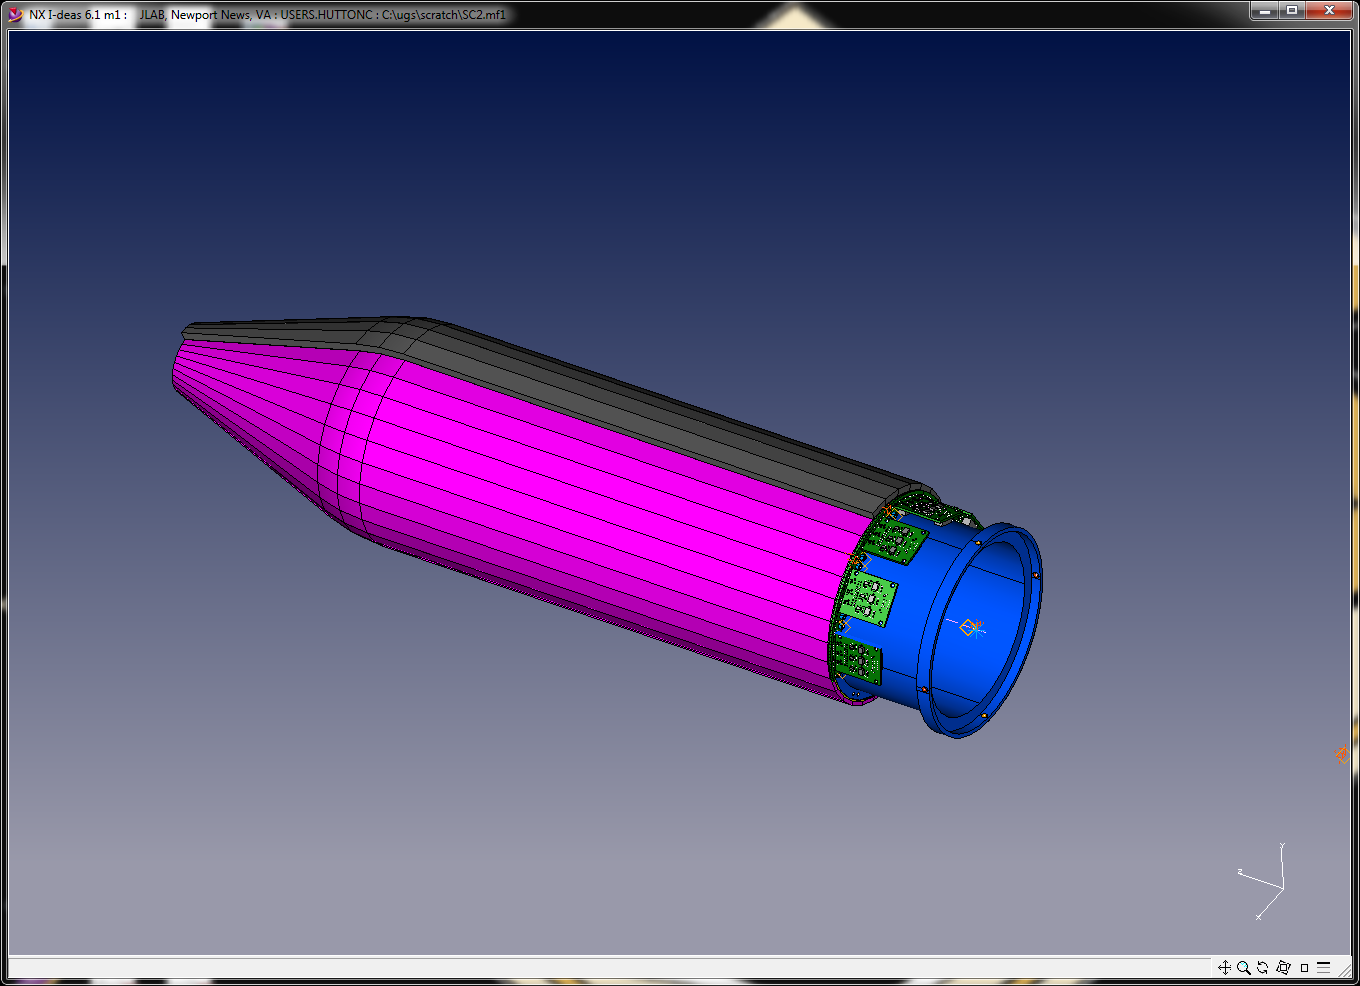 NX I-deas 6.1 m1 : JLAB, Newport News, VA : USERS.HUTTONC : C:\ugs\scratch\SC2.mf1
Y
Z
X